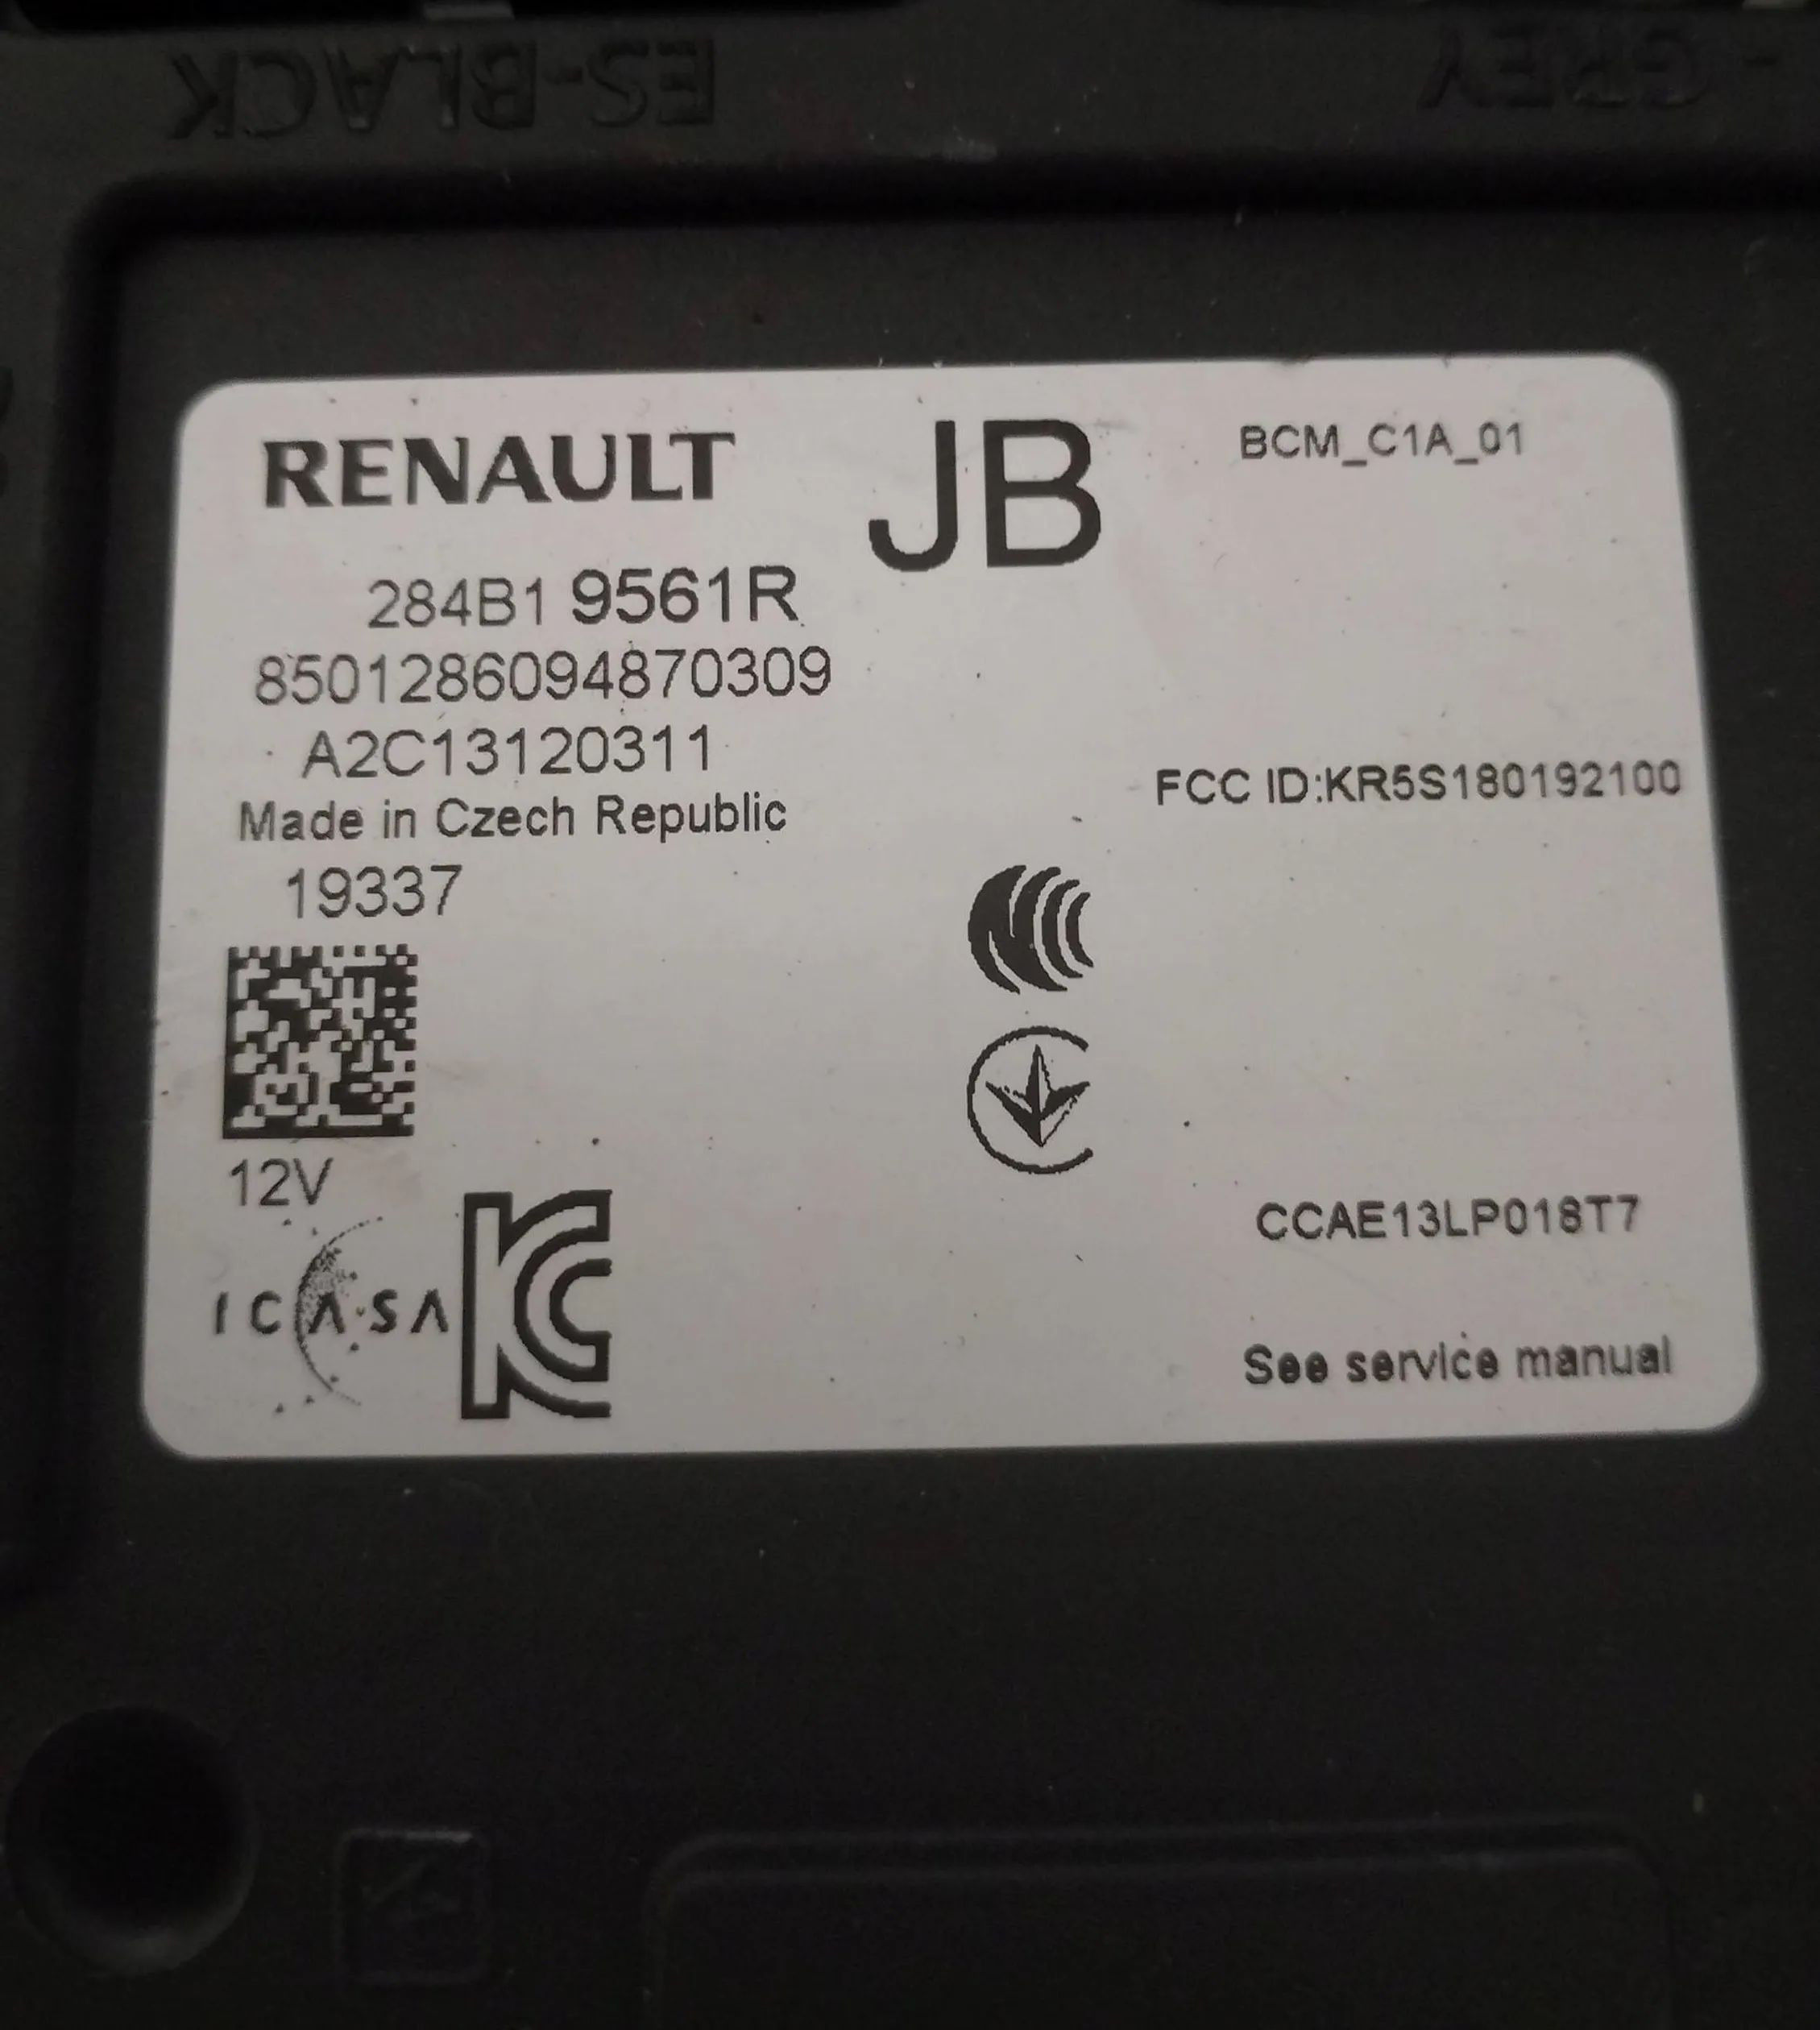 ES-BLACK
- GREY
RENAULT
JB
BCM_C1A_01
284B1 9561R
8501286094870309
A2C13120311
Made in Czech Republic
FCC ID:KR5S180192100
19337
12V
ICASA
CCAE13LP018T7
See service manual